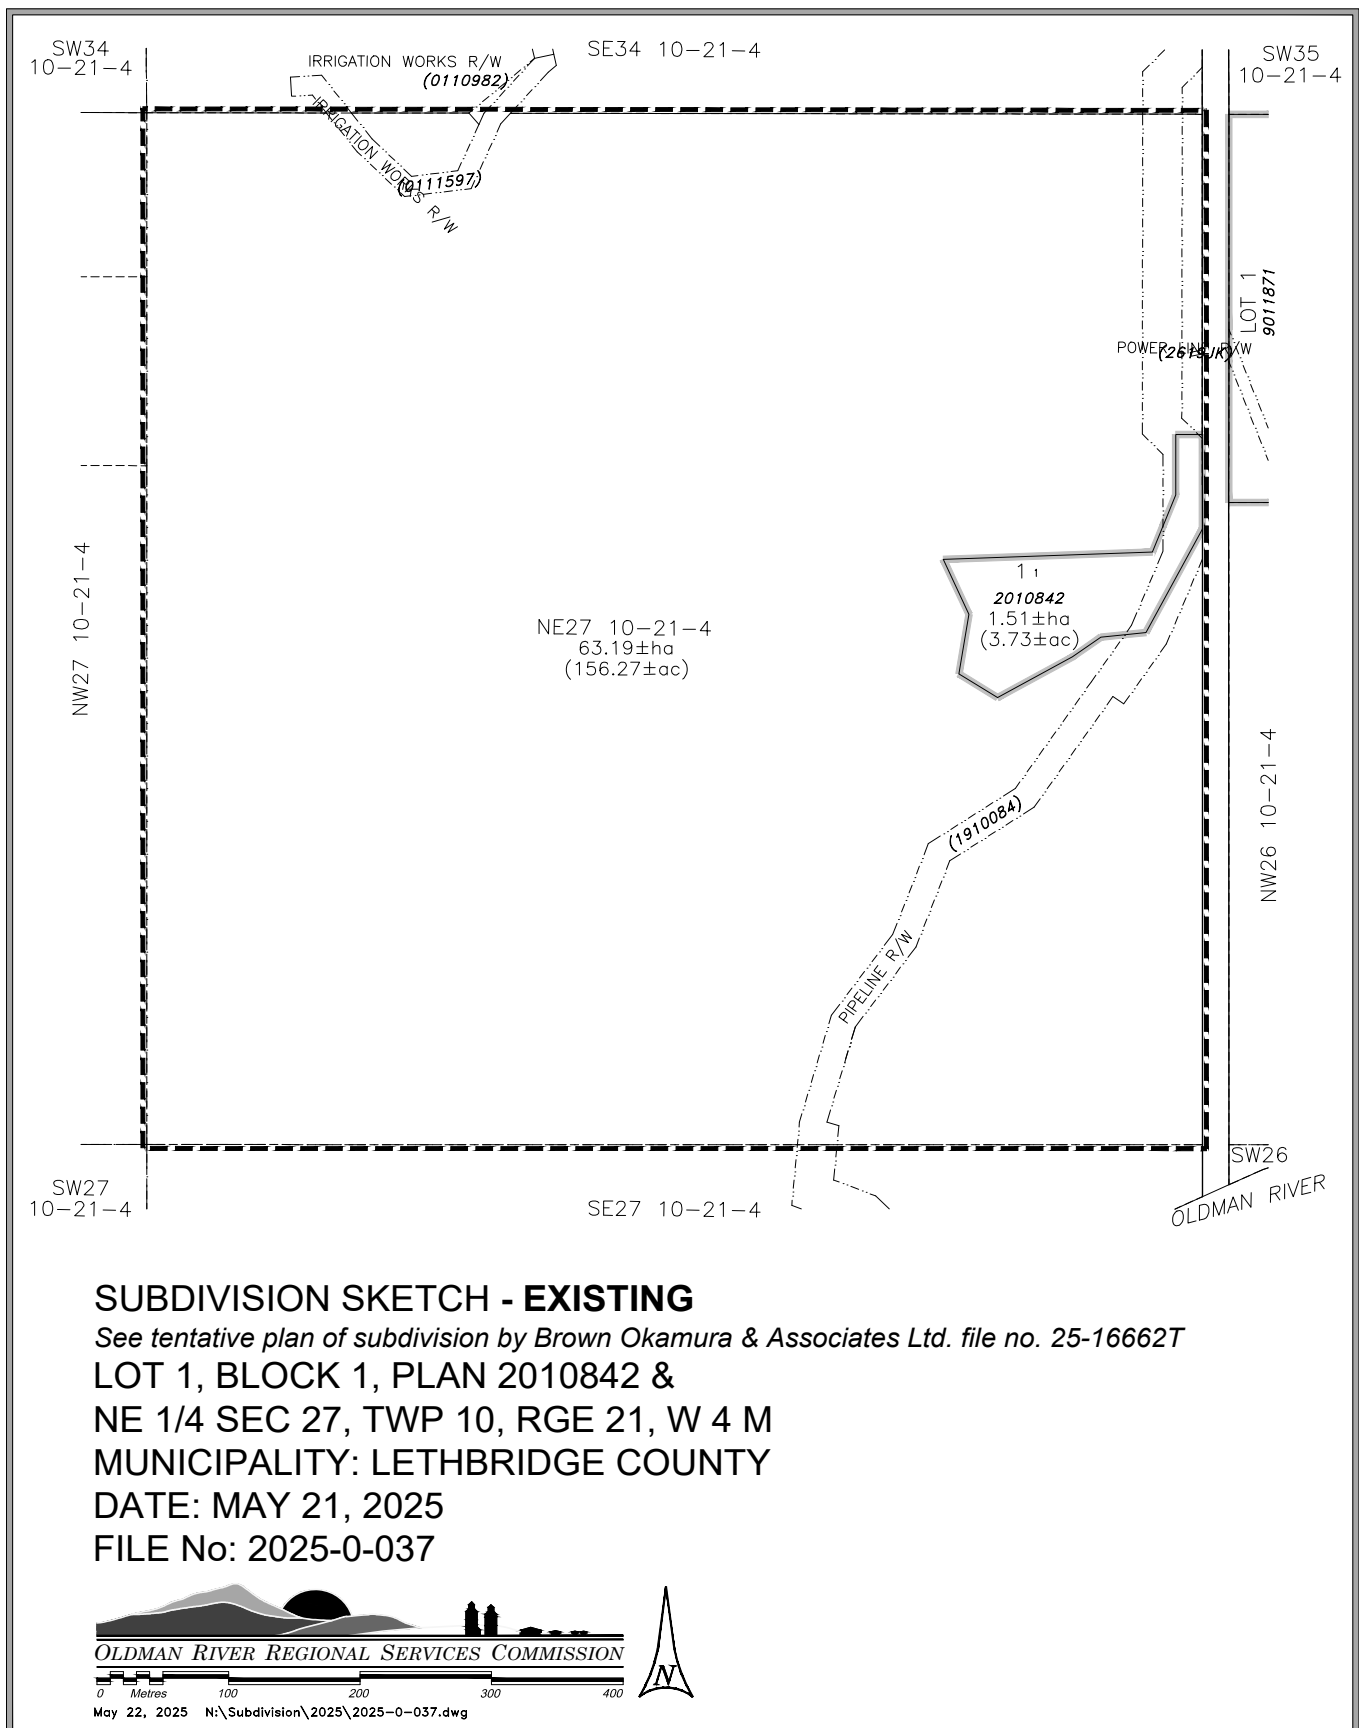 SW34
10-21-4
IRRIGATION WORKS R/W
(0110982)
SE34 10-21-4
SW35
10-21-4
IRRIGATION WORKS R/W
(0111597)
LOT 1
9011871
POWER LINE R/W
(2619JK)
NW27 10-21-4
1 1
2010842
1.51±ha
(3.73±ac)
NE27 10-21-4
63.19±ha
(156.27±ac)
NW26 10-21-4
(1910084)
PIPELINE R/W
SW27
10-21-4
SE27 10-21-4
SW26
OLDMAN RIVER
SUBDIVISION SKETCH - EXISTING
See tentative plan of subdivision by Brown Okamura & Associates Ltd. file no. 25-16662T
LOT 1, BLOCK 1, PLAN 2010842 &
NE 1/4 SEC 27, TWP 10, RGE 21, W 4 M
MUNICIPALITY: LETHBRIDGE COUNTY
DATE: MAY 21, 2025
FILE No: 2025-0-037
OLDMAN RIVER REGIONAL SERVICES COMMISSION
N
0 Metres 100 200 300 400
May 22, 2025 N:\Subdivision\2025\2025-0-037.dwg